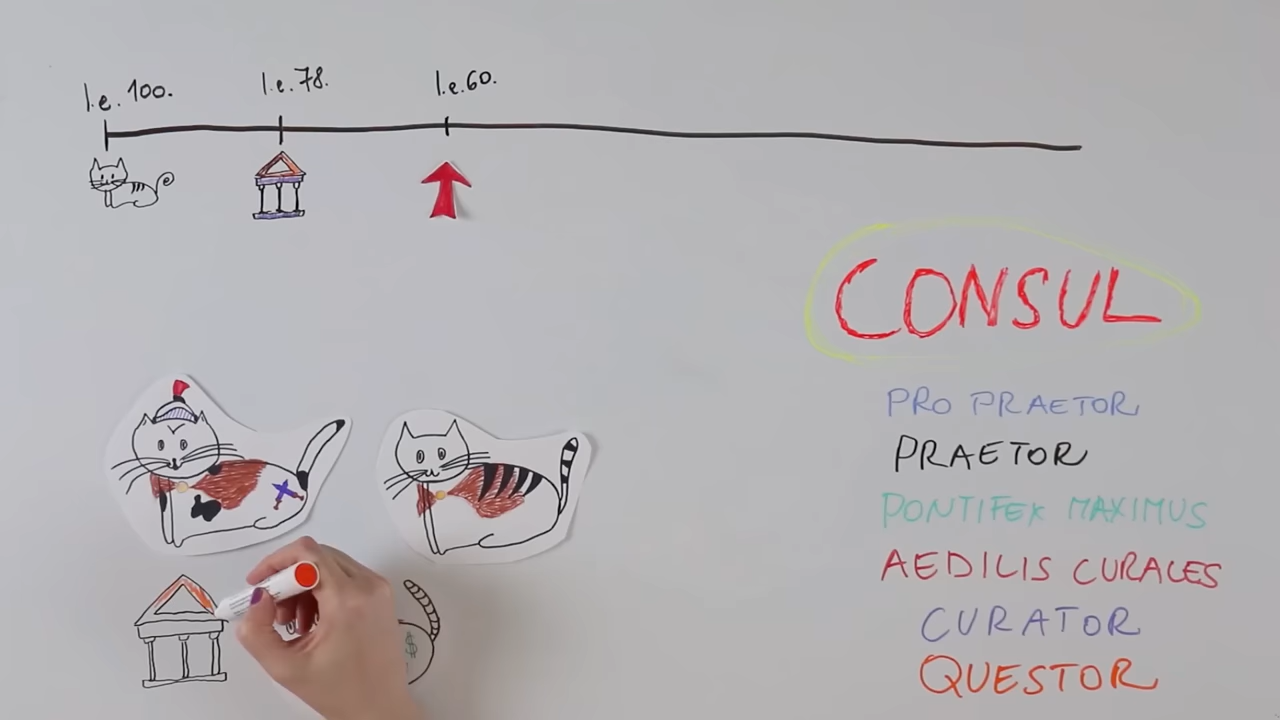 I.e. 100.
I.e. 78.
I.e. 60.
CONSUL
PRO PRAETOR
PRAETOR
PONTIFEX MAXIMUS
AEDILIS CURALES
CURATOR
QUESTOR
$